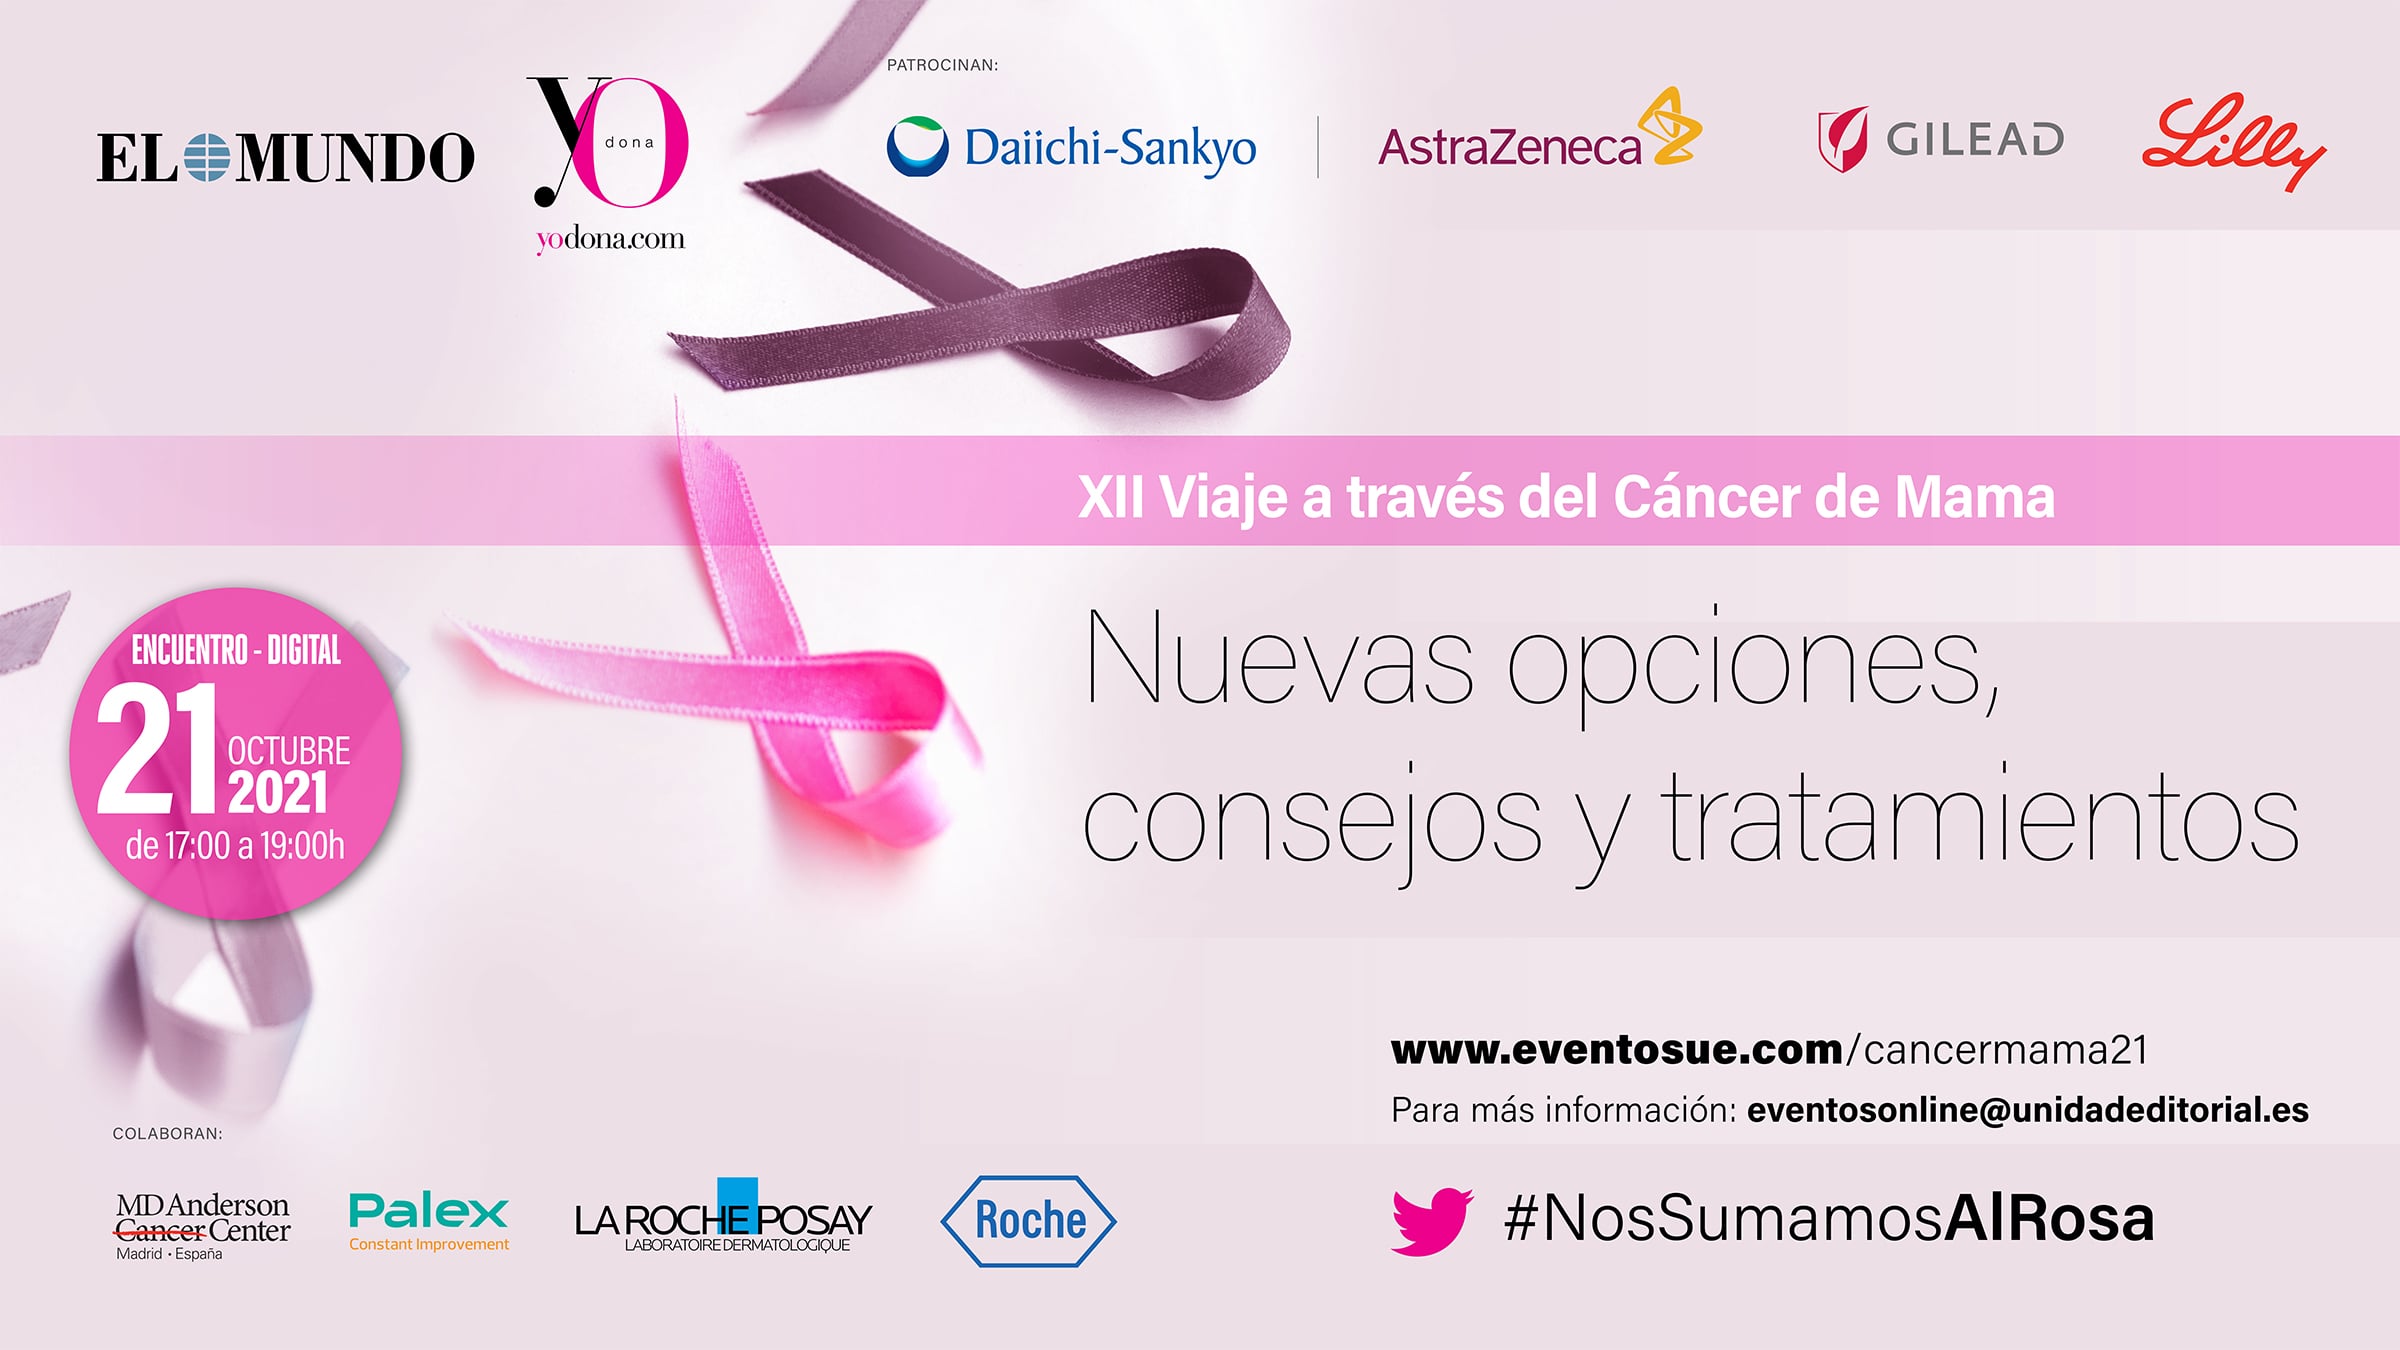 PATROCINAN:
EL MUNDO
yo
dona
yodona.com
Daiichi-Sankyo
AstraZeneca
GILEAD
Lilly
XII Viaje a través del Cáncer de Mama
ENCUENTRO - DIGITAL
21 OCTUBRE
2021
de 17:00 a 19:00h
Nuevas opciones,
consejos y tratamientos
www.eventosue.com/cancermama21
Para más información: eventosonline@unidadeditorial.es
COLABORAN:
MD Anderson
Cancer Center
Madrid · España
Palex
Constant Improvement
LA ROCHE POSAY
LABORATOIRE DERMATOLOGIQUE
Roche
#NosSumamosAlRosa